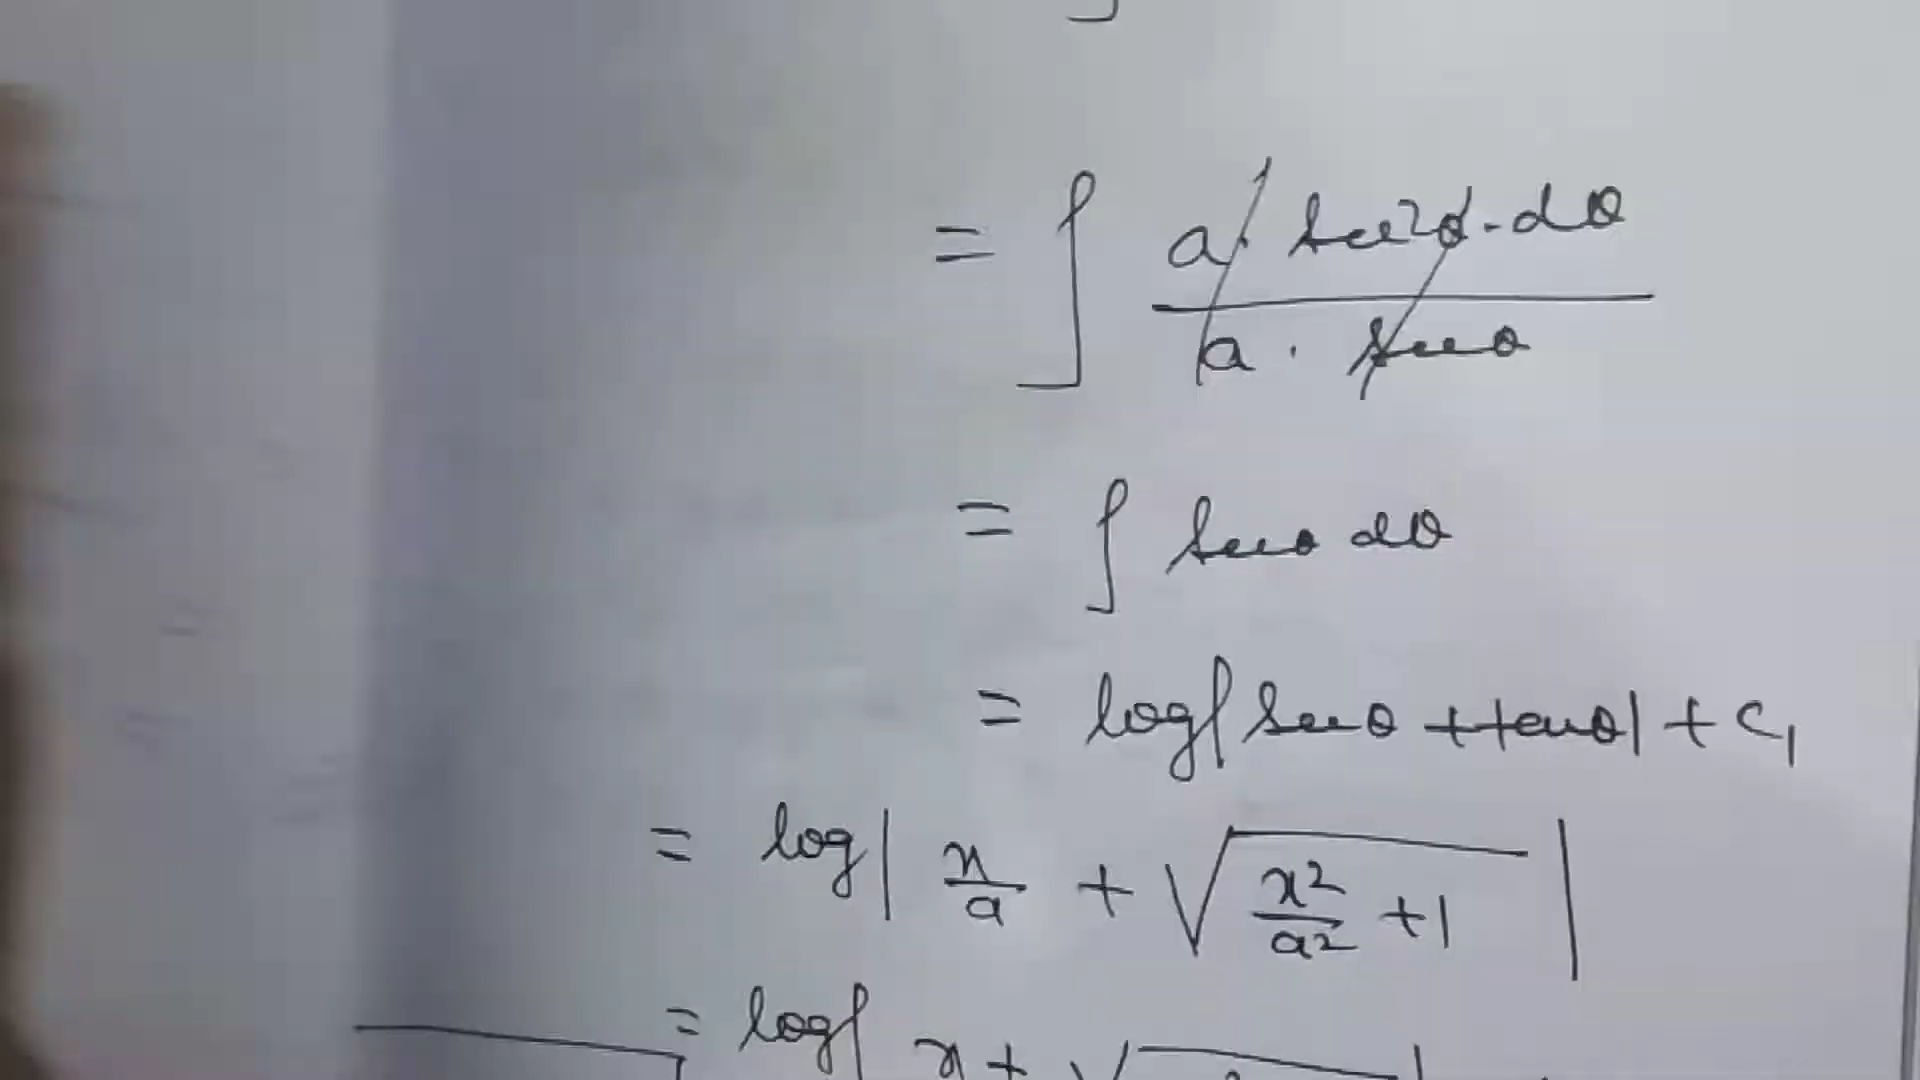 = ∫ a · sec²θ · dθ / a · secθ
= ∫ secθ dθ
= log|secθ + tanθ| + C₁
= log| x/a + √(x²/a² + 1) |
= log| x + √